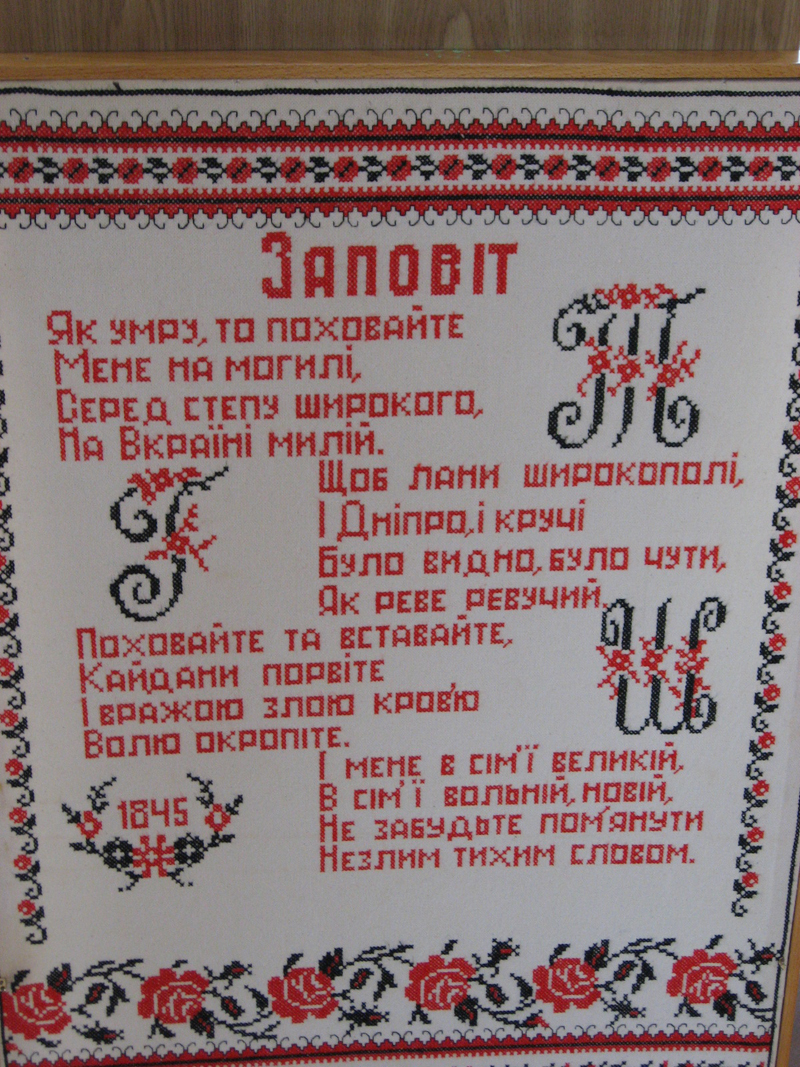 Заповіт
Як умру, то поховайте
Мене на могилі,
Серед степу широкого,
На Вкраїні милій.
Т
Щоб лани широкополі,
І Дніпро, і кручі
Було видно, було чути,
Як реве ревучий.
Г
Поховайте та вставайте,
Кайдани порвіте
І вражою злою кров'ю
Волю окропіте.
Ш
І мене в сім'ї великій,
В сім'ї вольній, новій,
Не забудьте пом'янути
Незлим тихим словом.
1845